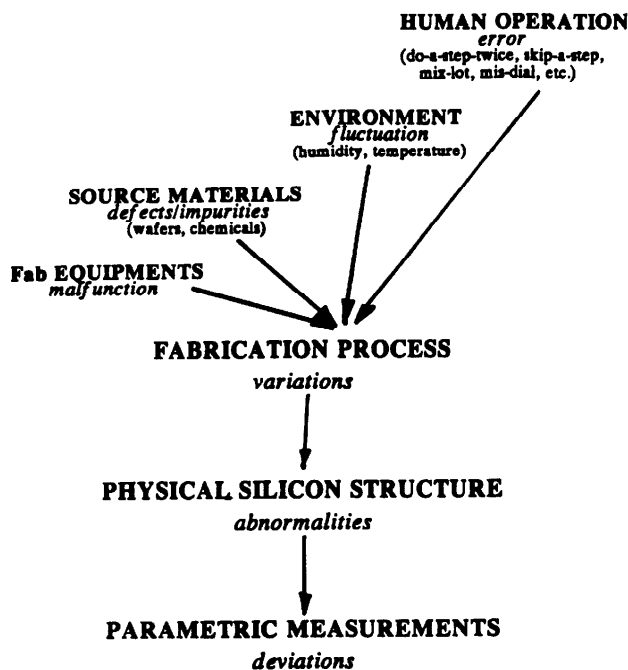 HUMAN OPERATION
error
(do-a-step-twice, skip-a-step,
mix-lot, mis-dial, etc.)
ENVIRONMENT
fluctuation
(humidity, temperature)
SOURCE MATERIALS
defects/impurities
(wafers, chemicals)
Fab EQUIPMENTS
malfunction
FABRICATION PROCESS
variations
PHYSICAL SILICON STRUCTURE
abnormalities
PARAMETRIC MEASUREMENTS
deviations